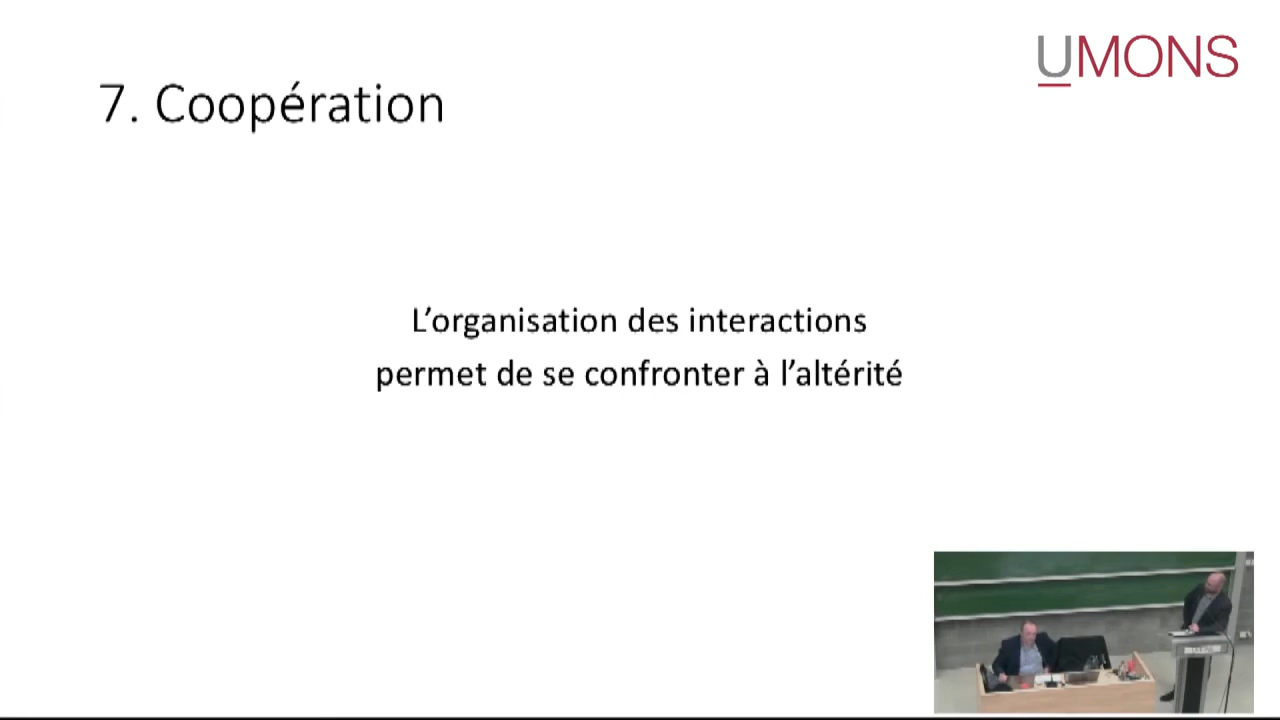 UMONS
7. Coopération
L’organisation des interactions
permet de se confronter à l’altérité